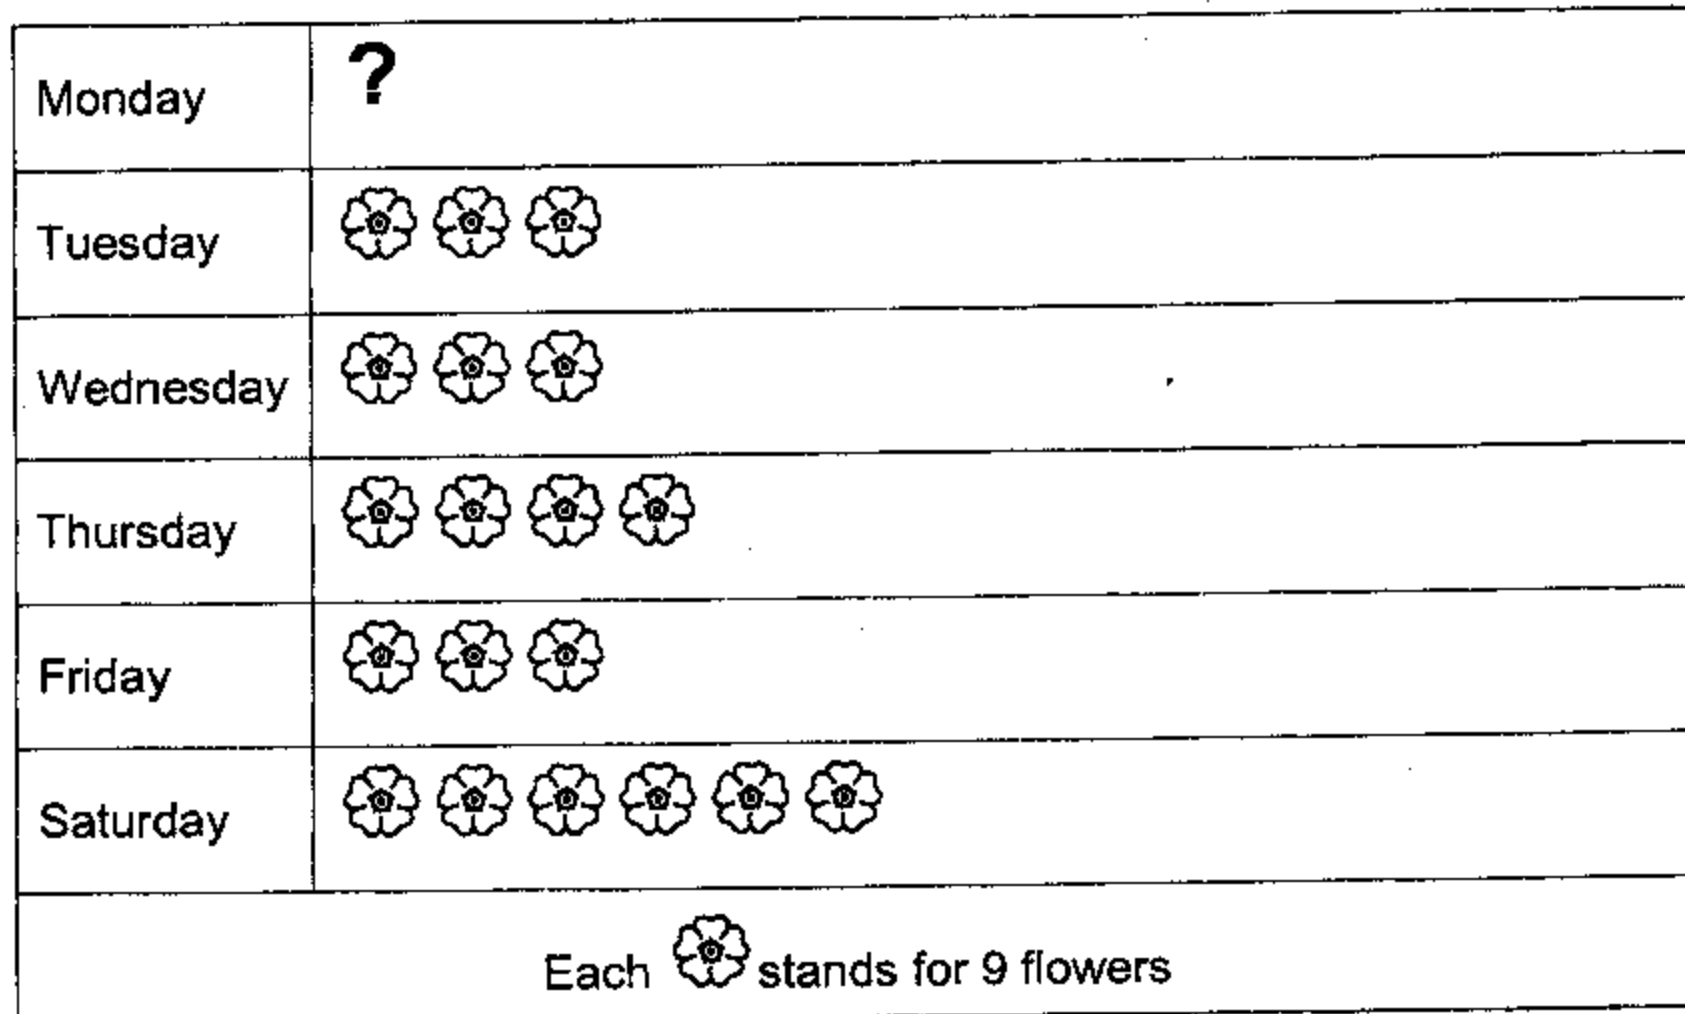 Monday ?
Tuesday
Wednesday
Thursday
Friday
Saturday
Each stands for 9 flowers